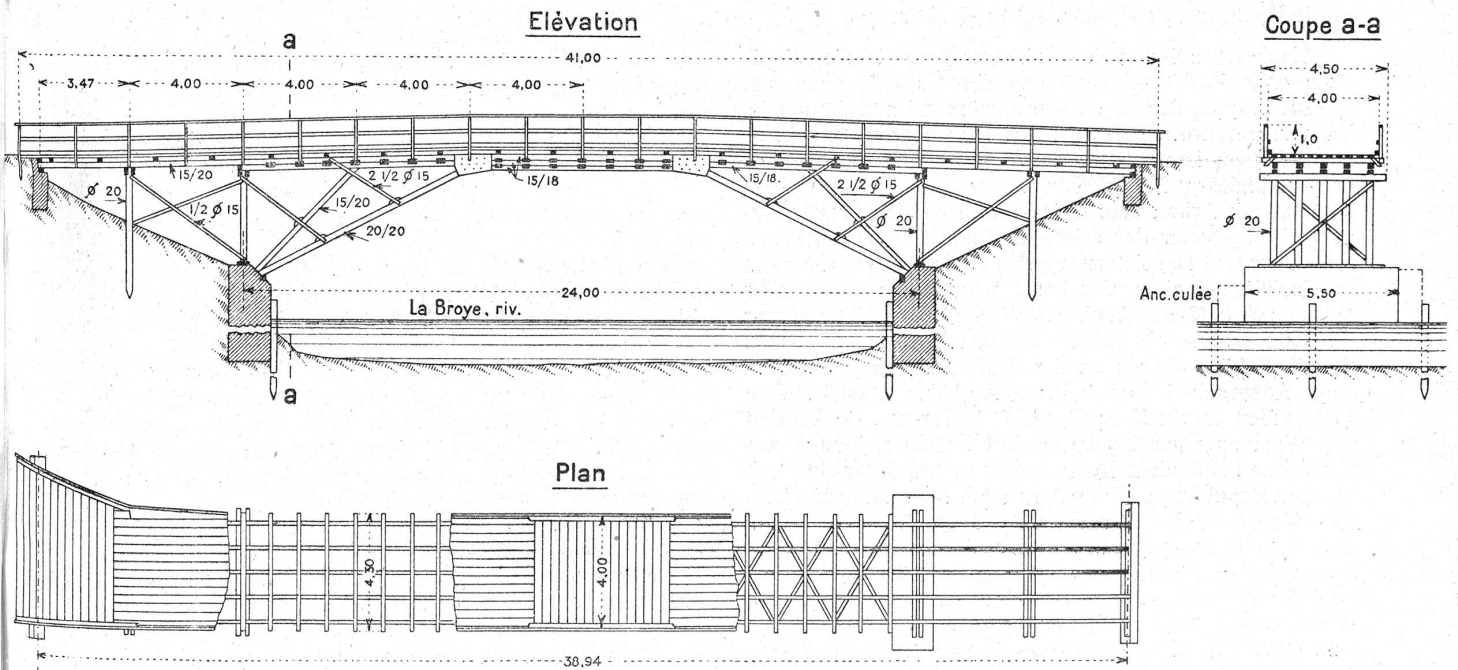 Elévation
Coupe a-a
a
41,00
4,50
3,47
4,00
4,00
4,00
4,00
4,00
1,0
15/20
2 1/2 Ø 15
15/18
15/18.
2 1/2 Ø 15
Ø 20
1/2 Ø 15
15/20
20/20
Ø 20
Ø 20
24,00
La Broye, riv.
Anc. culée
5,50
a
Plan
4,30
4,00
38,94